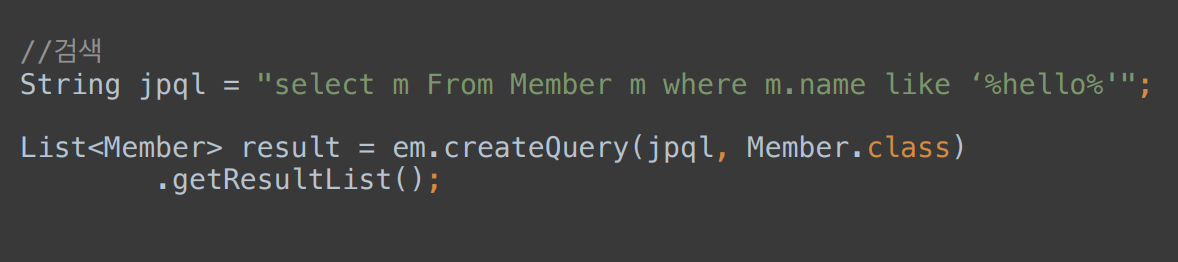 //검색
String jpql = "select m From Member m where m.name like ‘%hello%'";
List<Member> result = em.createQuery(jpql, Member.class)
.getResultList();